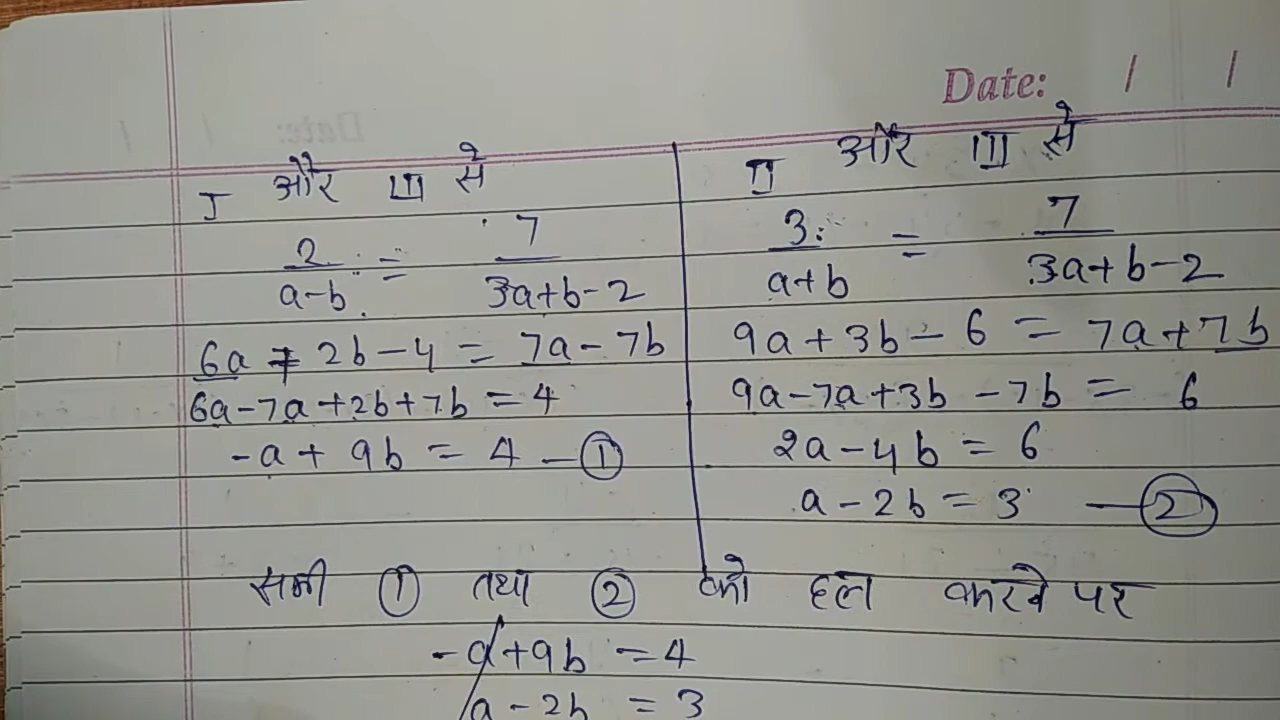 Date: / /
I और III से
2/(a-b) = 7/(3a+b-2)
6a + 2b - 4 = 7a - 7b
6a - 7a + 2b + 7b = 4
-a + 9b = 4 — ①
II और III से
3/(a+b) = 7/(3a+b-2)
9a + 3b - 6 = 7a + 7b
9a - 7a + 3b - 7b = 6
2a - 4b = 6
a - 2b = 3 — ②
समी ① तथा ② को हल करने पर
-a + 9b = 4
a - 2b = 3